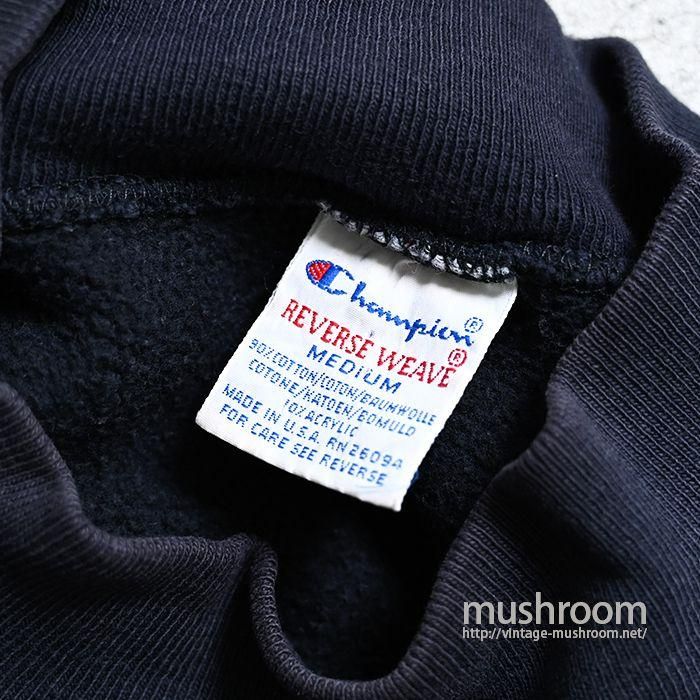 Champion®
REVERSE WEAVE®
MEDIUM
90%COTTON/COTON/BAUMWOLLE
COTONE/KATOEN/BOMULD
10% ACRYLIC
MADE IN U.S.A. RN26094
FOR CARE SEE REVERSE
mushroom
http://vintage-mushroom.net/